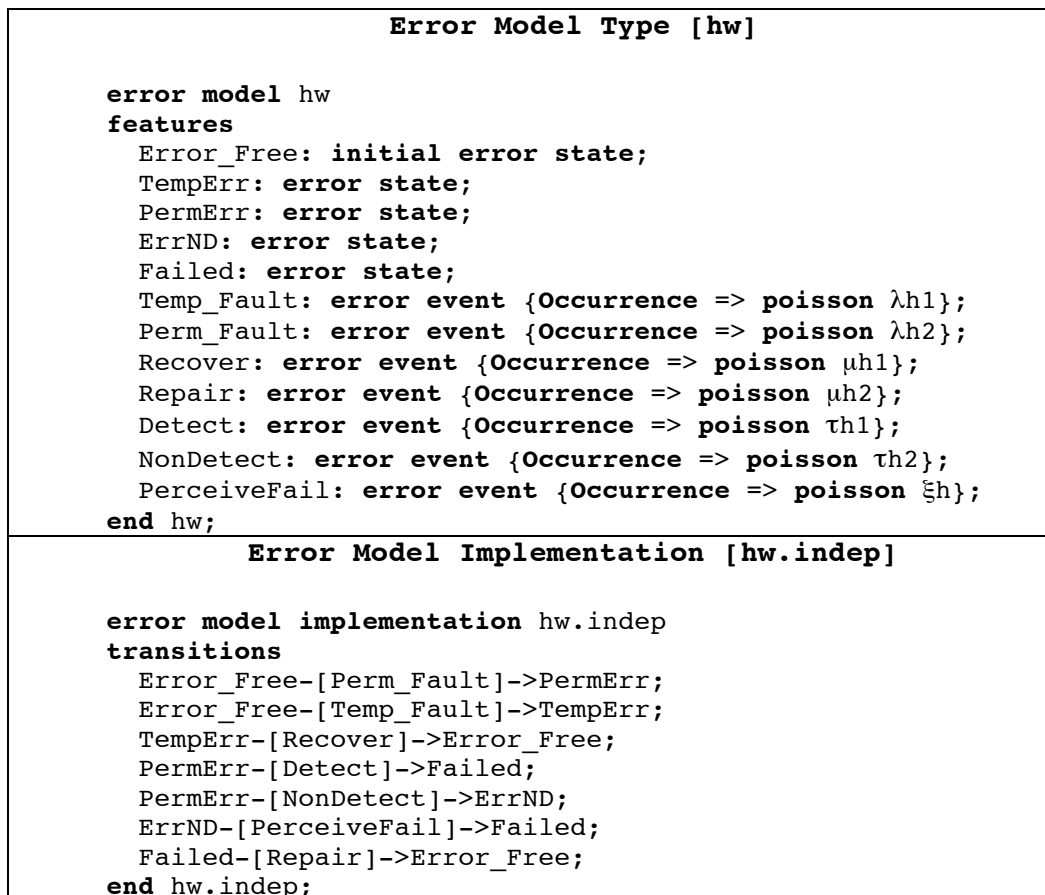 Error Model Type [hw]
error model hw
features
Error_Free: initial error state;
TempErr: error state;
PermErr: error state;
ErrND: error state;
Failed: error state;
Temp_Fault: error event {Occurrence => poisson λh1};
Perm_Fault: error event {Occurrence => poisson λh2};
Recover: error event {Occurrence => poisson μh1};
Repair: error event {Occurrence => poisson μh2};
Detect: error event {Occurrence => poisson τh1};
NonDetect: error event {Occurrence => poisson τh2};
PerceiveFail: error event {Occurrence => poisson ξh};
end hw;
Error Model Implementation [hw.indep]
error model implementation hw.indep
transitions
Error_Free-[Perm_Fault]->PermErr;
Error_Free-[Temp_Fault]->TempErr;
TempErr-[Recover]->Error_Free;
PermErr-[Detect]->Failed;
PermErr-[NonDetect]->ErrND;
ErrND-[PerceiveFail]->Failed;
Failed-[Repair]->Error_Free;
end hw.indep;